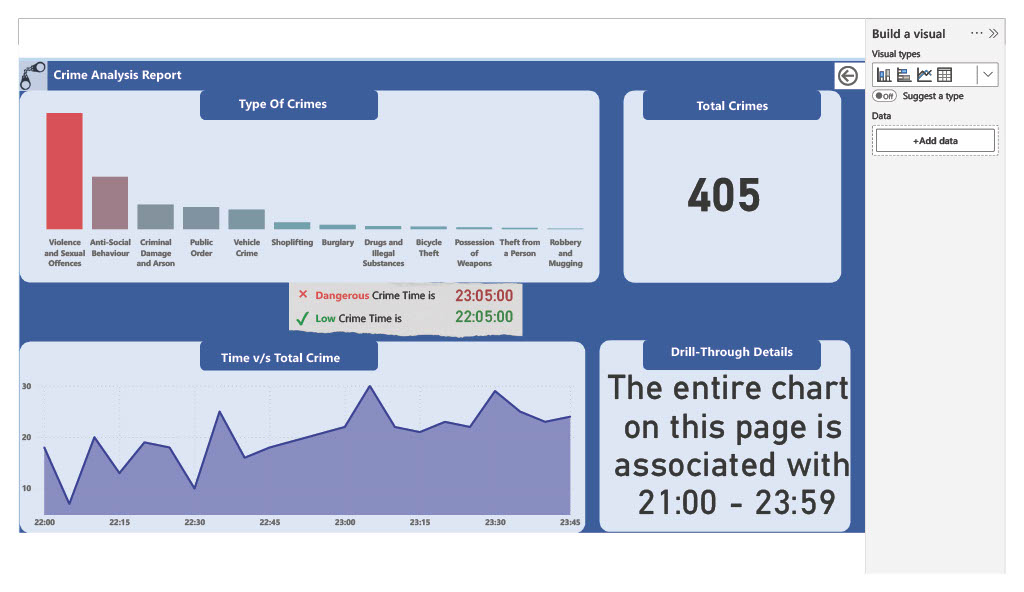 Build a visual
Visual types
Off Suggest a type
Data
+Add data
Crime Analysis Report
Type Of Crimes
Violence and Sexual Offences
Anti-Social Behaviour
Criminal Damage and Arson
Public Order
Vehicle Crime
Shoplifting
Burglary
Drugs and Illegal Substances
Bicycle Theft
Possession of Weapons
Theft from a Person
Robbery and Mugging
Total Crimes
405
Dangerous Crime Time is 23:05:00
Low Crime Time is 22:05:00
Time v/s Total Crime
30
20
10
22:00 22:15 22:30 22:45 23:00 23:15 23:30 23:45
Drill-Through Details
The entire chart
on this page is
associated with
21:00 - 23:59